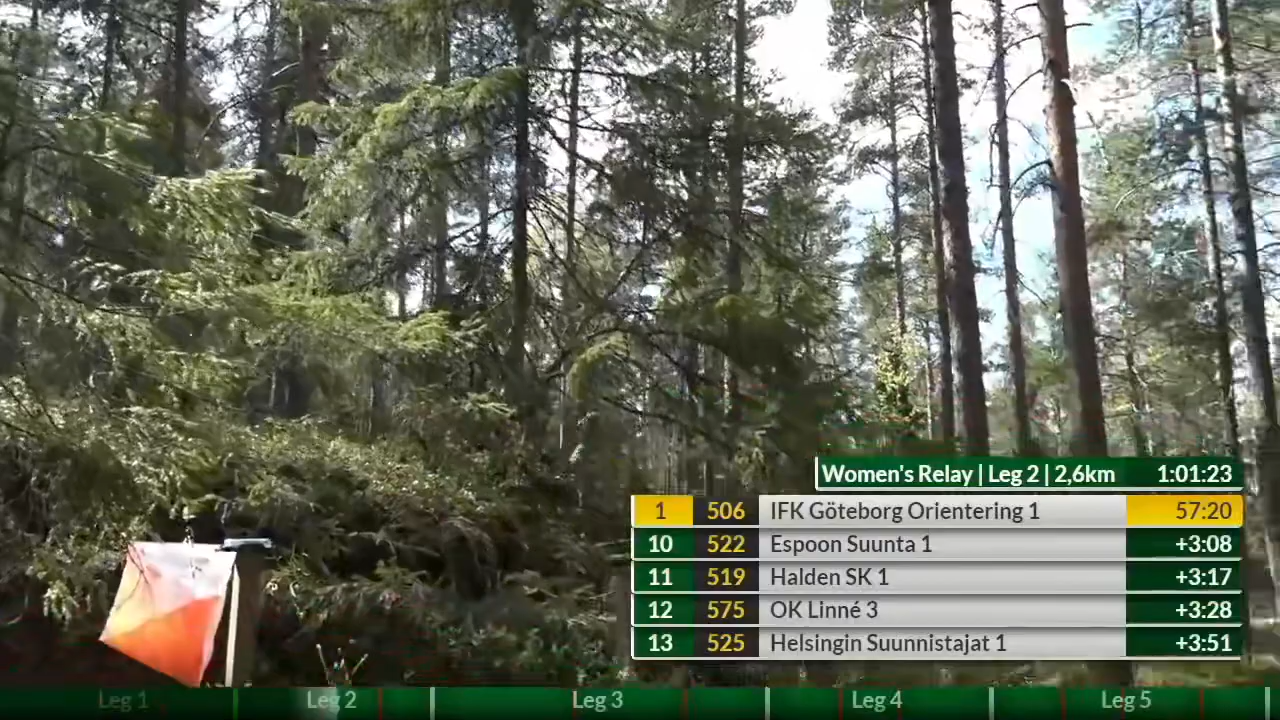 Women's Relay | Leg 2 | 2,6km 1:01:23
1 506 IFK Göteborg Orientering 1 57:20
10 522 Espoon Suunta 1 +3:08
11 519 Halden SK 1 +3:17
12 575 OK Linné 3 +3:28
13 525 Helsingin Suunnistajat 1 +3:51
Leg 1 Leg 2 Leg 3 Leg 4 Leg 5